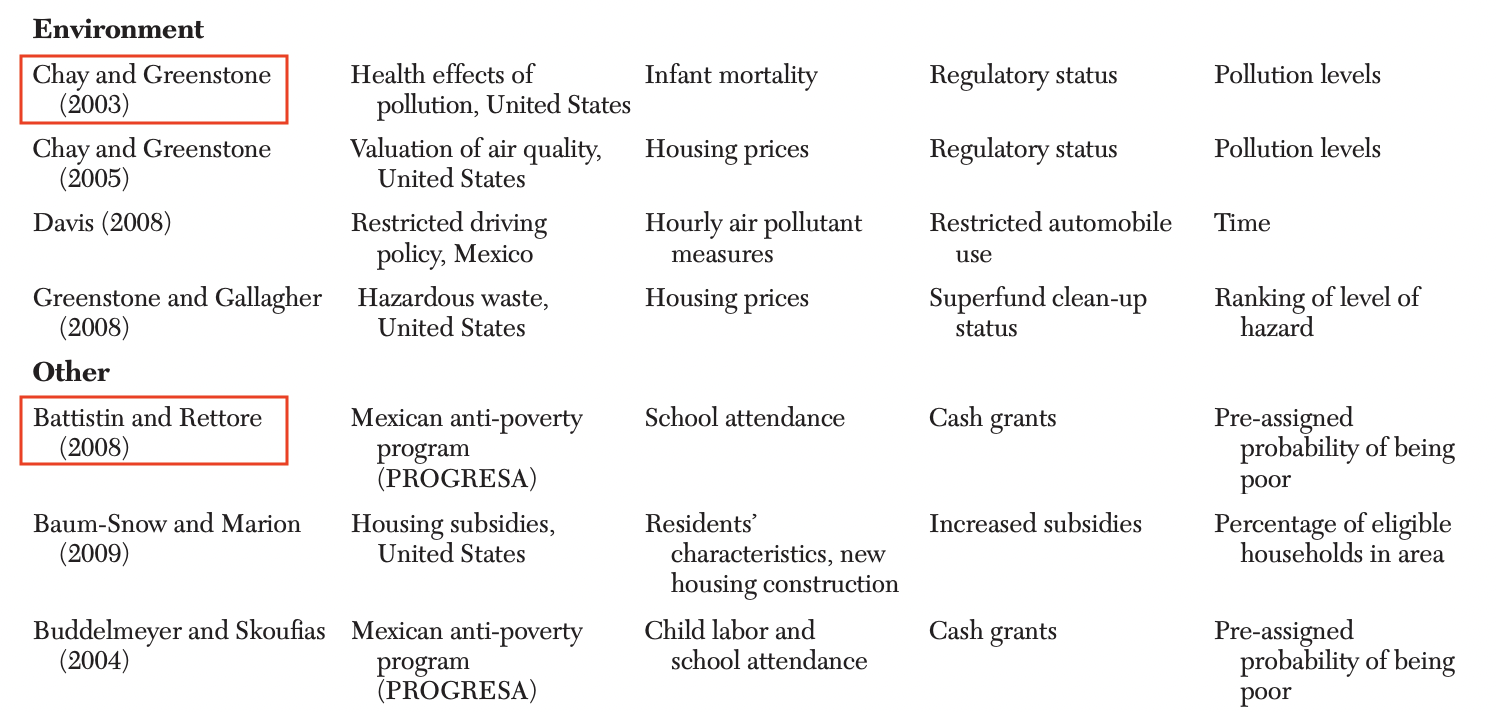 Environment
Chay and Greenstone Health effects of Infant mortality Regulatory status Pollution levels
(2003) pollution, United States
Chay and Greenstone Valuation of air quality, Housing prices Regulatory status Pollution levels
(2005) United States
Davis (2008) Restricted driving Hourly air pollutant Restricted automobile Time
policy, Mexico measures use
Greenstone and Gallagher Hazardous waste, Housing prices Superfund clean-up Ranking of level of
(2008) United States status hazard
Other
Battistin and Rettore Mexican anti-poverty School attendance Cash grants Pre-assigned
(2008) program probability of being
(PROGRESA) poor
Baum-Snow and Marion Housing subsidies, Residents’ Increased subsidies Percentage of eligible
(2009) United States characteristics, new households in area
housing construction
Buddelmeyer and Skoufias Mexican anti-poverty Child labor and Cash grants Pre-assigned
(2004) program school attendance probability of being
(PROGRESA) poor